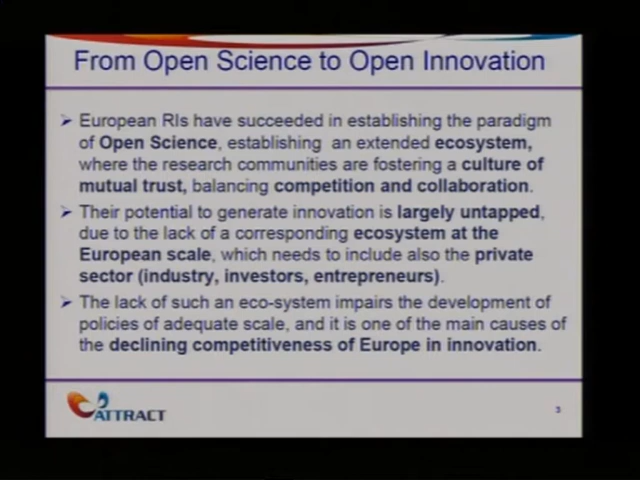 From Open Science to Open Innovation
➢ European RIs have succeeded in establishing the paradigm
of Open Science, establishing an extended ecosystem,
where the research communities are fostering a culture of
mutual trust, balancing competition and collaboration.
➢ Their potential to generate innovation is largely untapped,
due to the lack of a corresponding ecosystem at the
European scale, which needs to include also the private
sector (industry, investors, entrepreneurs).
➢ The lack of such an eco-system impairs the development of
policies of adequate scale, and it is one of the main causes of
the declining competitiveness of Europe in innovation.
ATTRACT
3